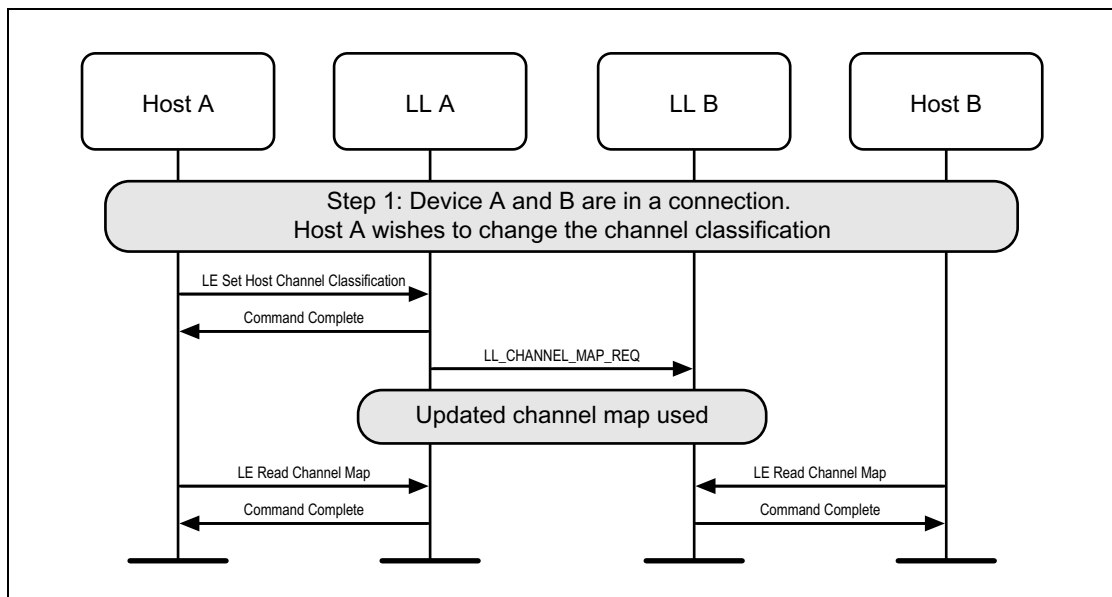 Host A
LL A
LL B
Host B
Step 1: Device A and B are in a connection.
Host A wishes to change the channel classification
LE Set Host Channel Classification
Command Complete
LL_CHANNEL_MAP_REQ
Updated channel map used
LE Read Channel Map
LE Read Channel Map
Command Complete
Command Complete